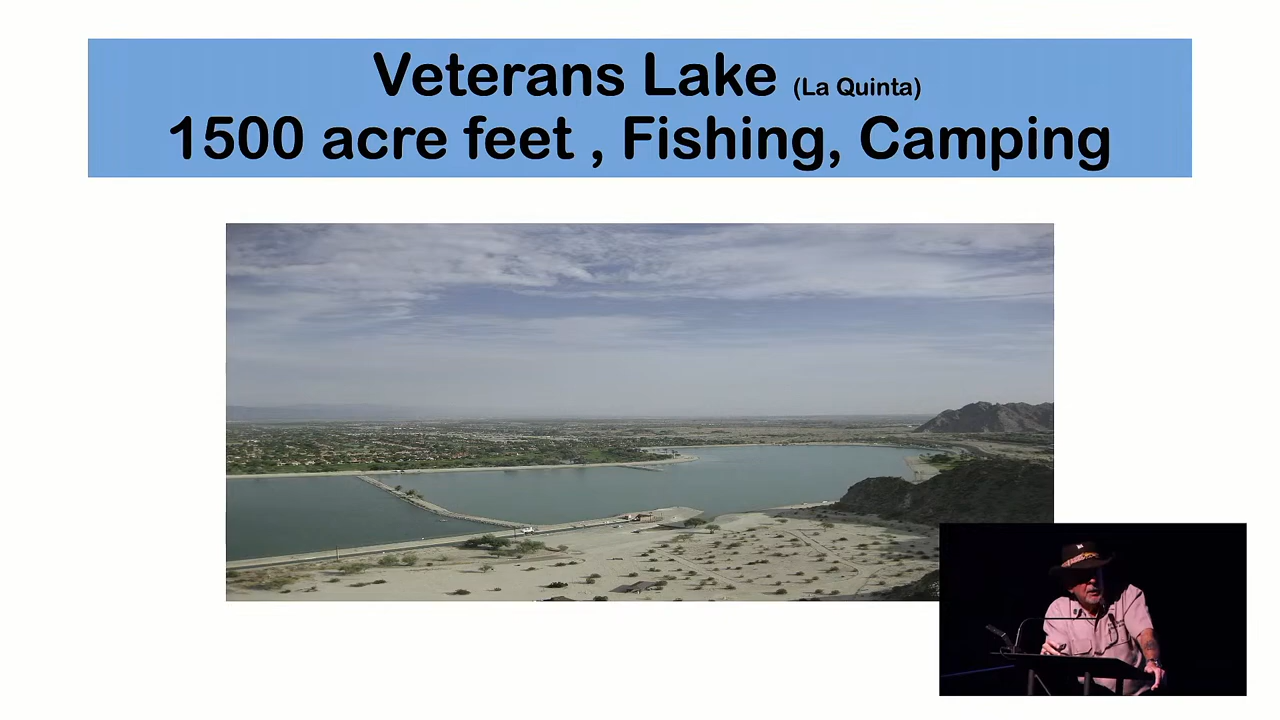 Veterans Lake (La Quinta)
1500 acre feet , Fishing, Camping